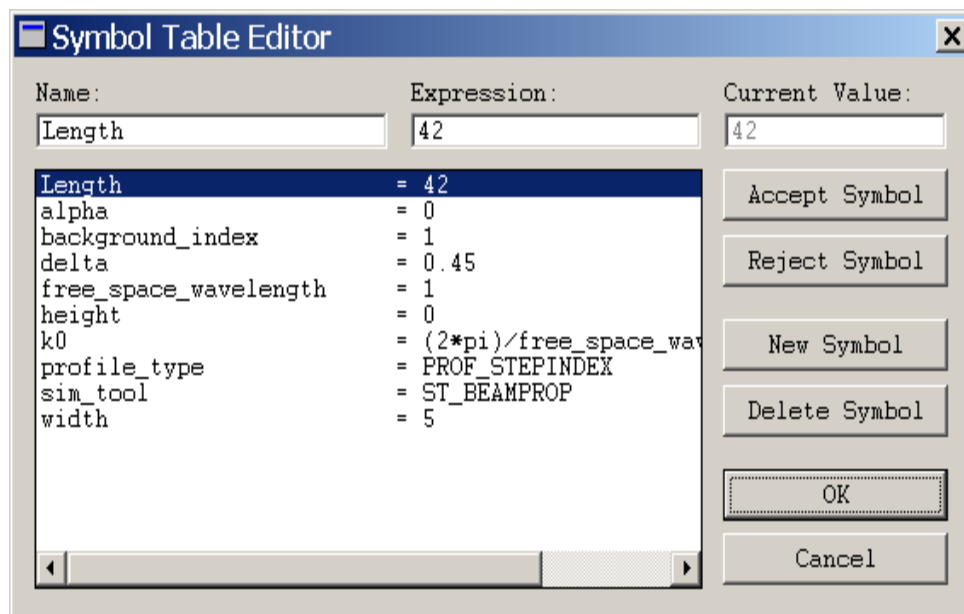 Symbol Table Editor
Name: Expression: Current Value:
Length 42 42
Length = 42
alpha = 0
background_index = 1
delta = 0.45
free_space_wavelength = 1
height = 0
k0 = (2*pi)/free_space_wav
profile_type = PROF_STEPINDEX
sim_tool = ST_BEAMPROP
width = 5
Accept Symbol
Reject Symbol
New Symbol
Delete Symbol
OK
Cancel